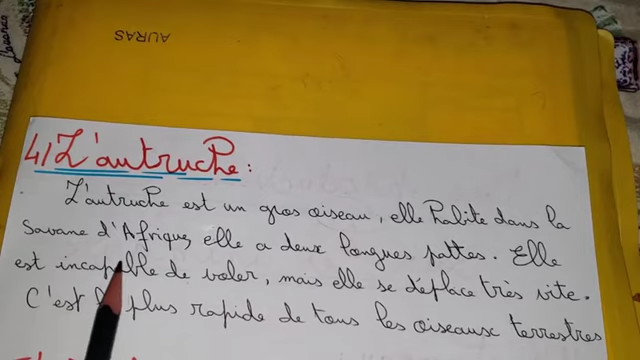 AURAS
4) L'autruche :
L'autruche est un gros oiseau, elle habite dans la
Savane d'Afrique, elle a deux longues pattes. Elle
est incapable de voler, mais elle se déplace très vite.
C'est plus rapide de tous les oiseaux terrestres